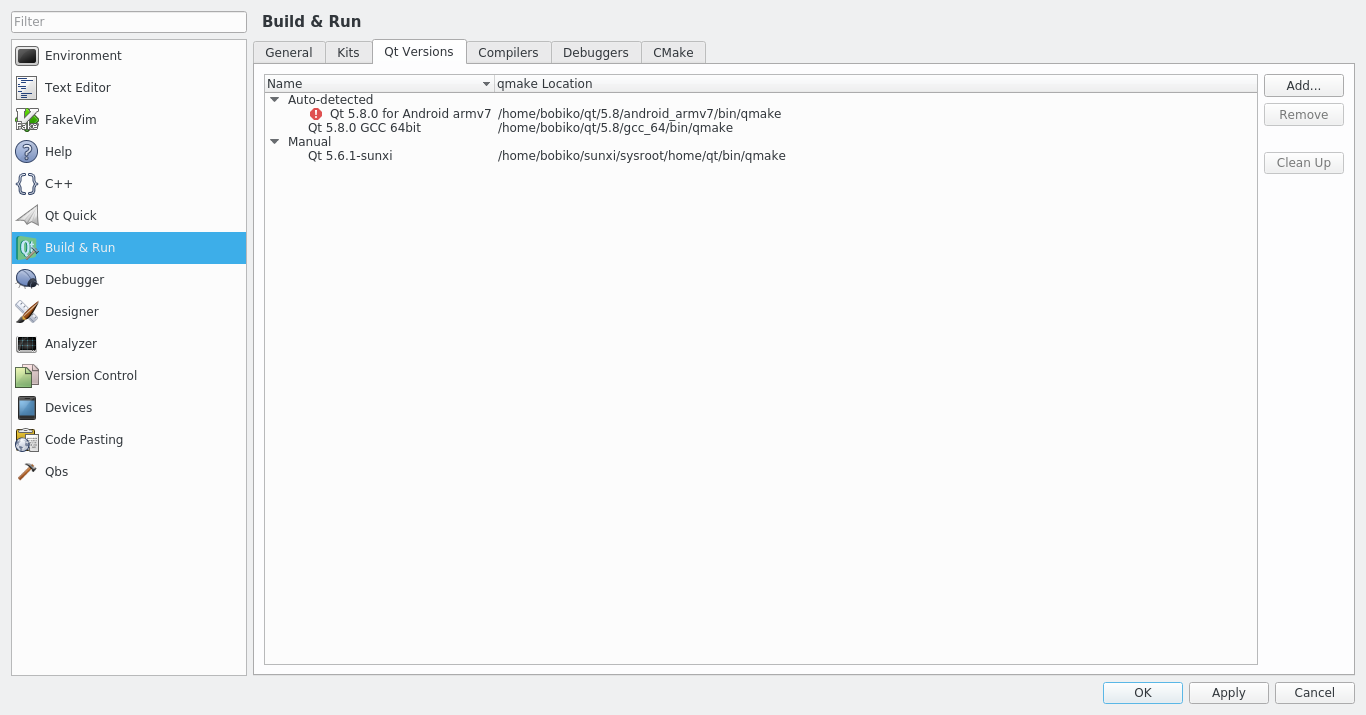 Filter
Environment
Text Editor
FakeVim
Help
C++
Qt Quick
Build & Run
Debugger
Designer
Analyzer
Version Control
Devices
Code Pasting
Qbs
Build & Run
General Kits Qt Versions Compilers Debuggers CMake
Name qmake Location
Auto-detected
Qt 5.8.0 for Android armv7 /home/bobiko/qt/5.8/android_armv7/bin/qmake
Qt 5.8.0 GCC 64bit /home/bobiko/qt/5.8/gcc_64/bin/qmake
Manual
Qt 5.6.1-sunxi /home/bobiko/sunxi/sysroot/home/qt/bin/qmake
Add...
Remove
Clean Up
OK Apply Cancel